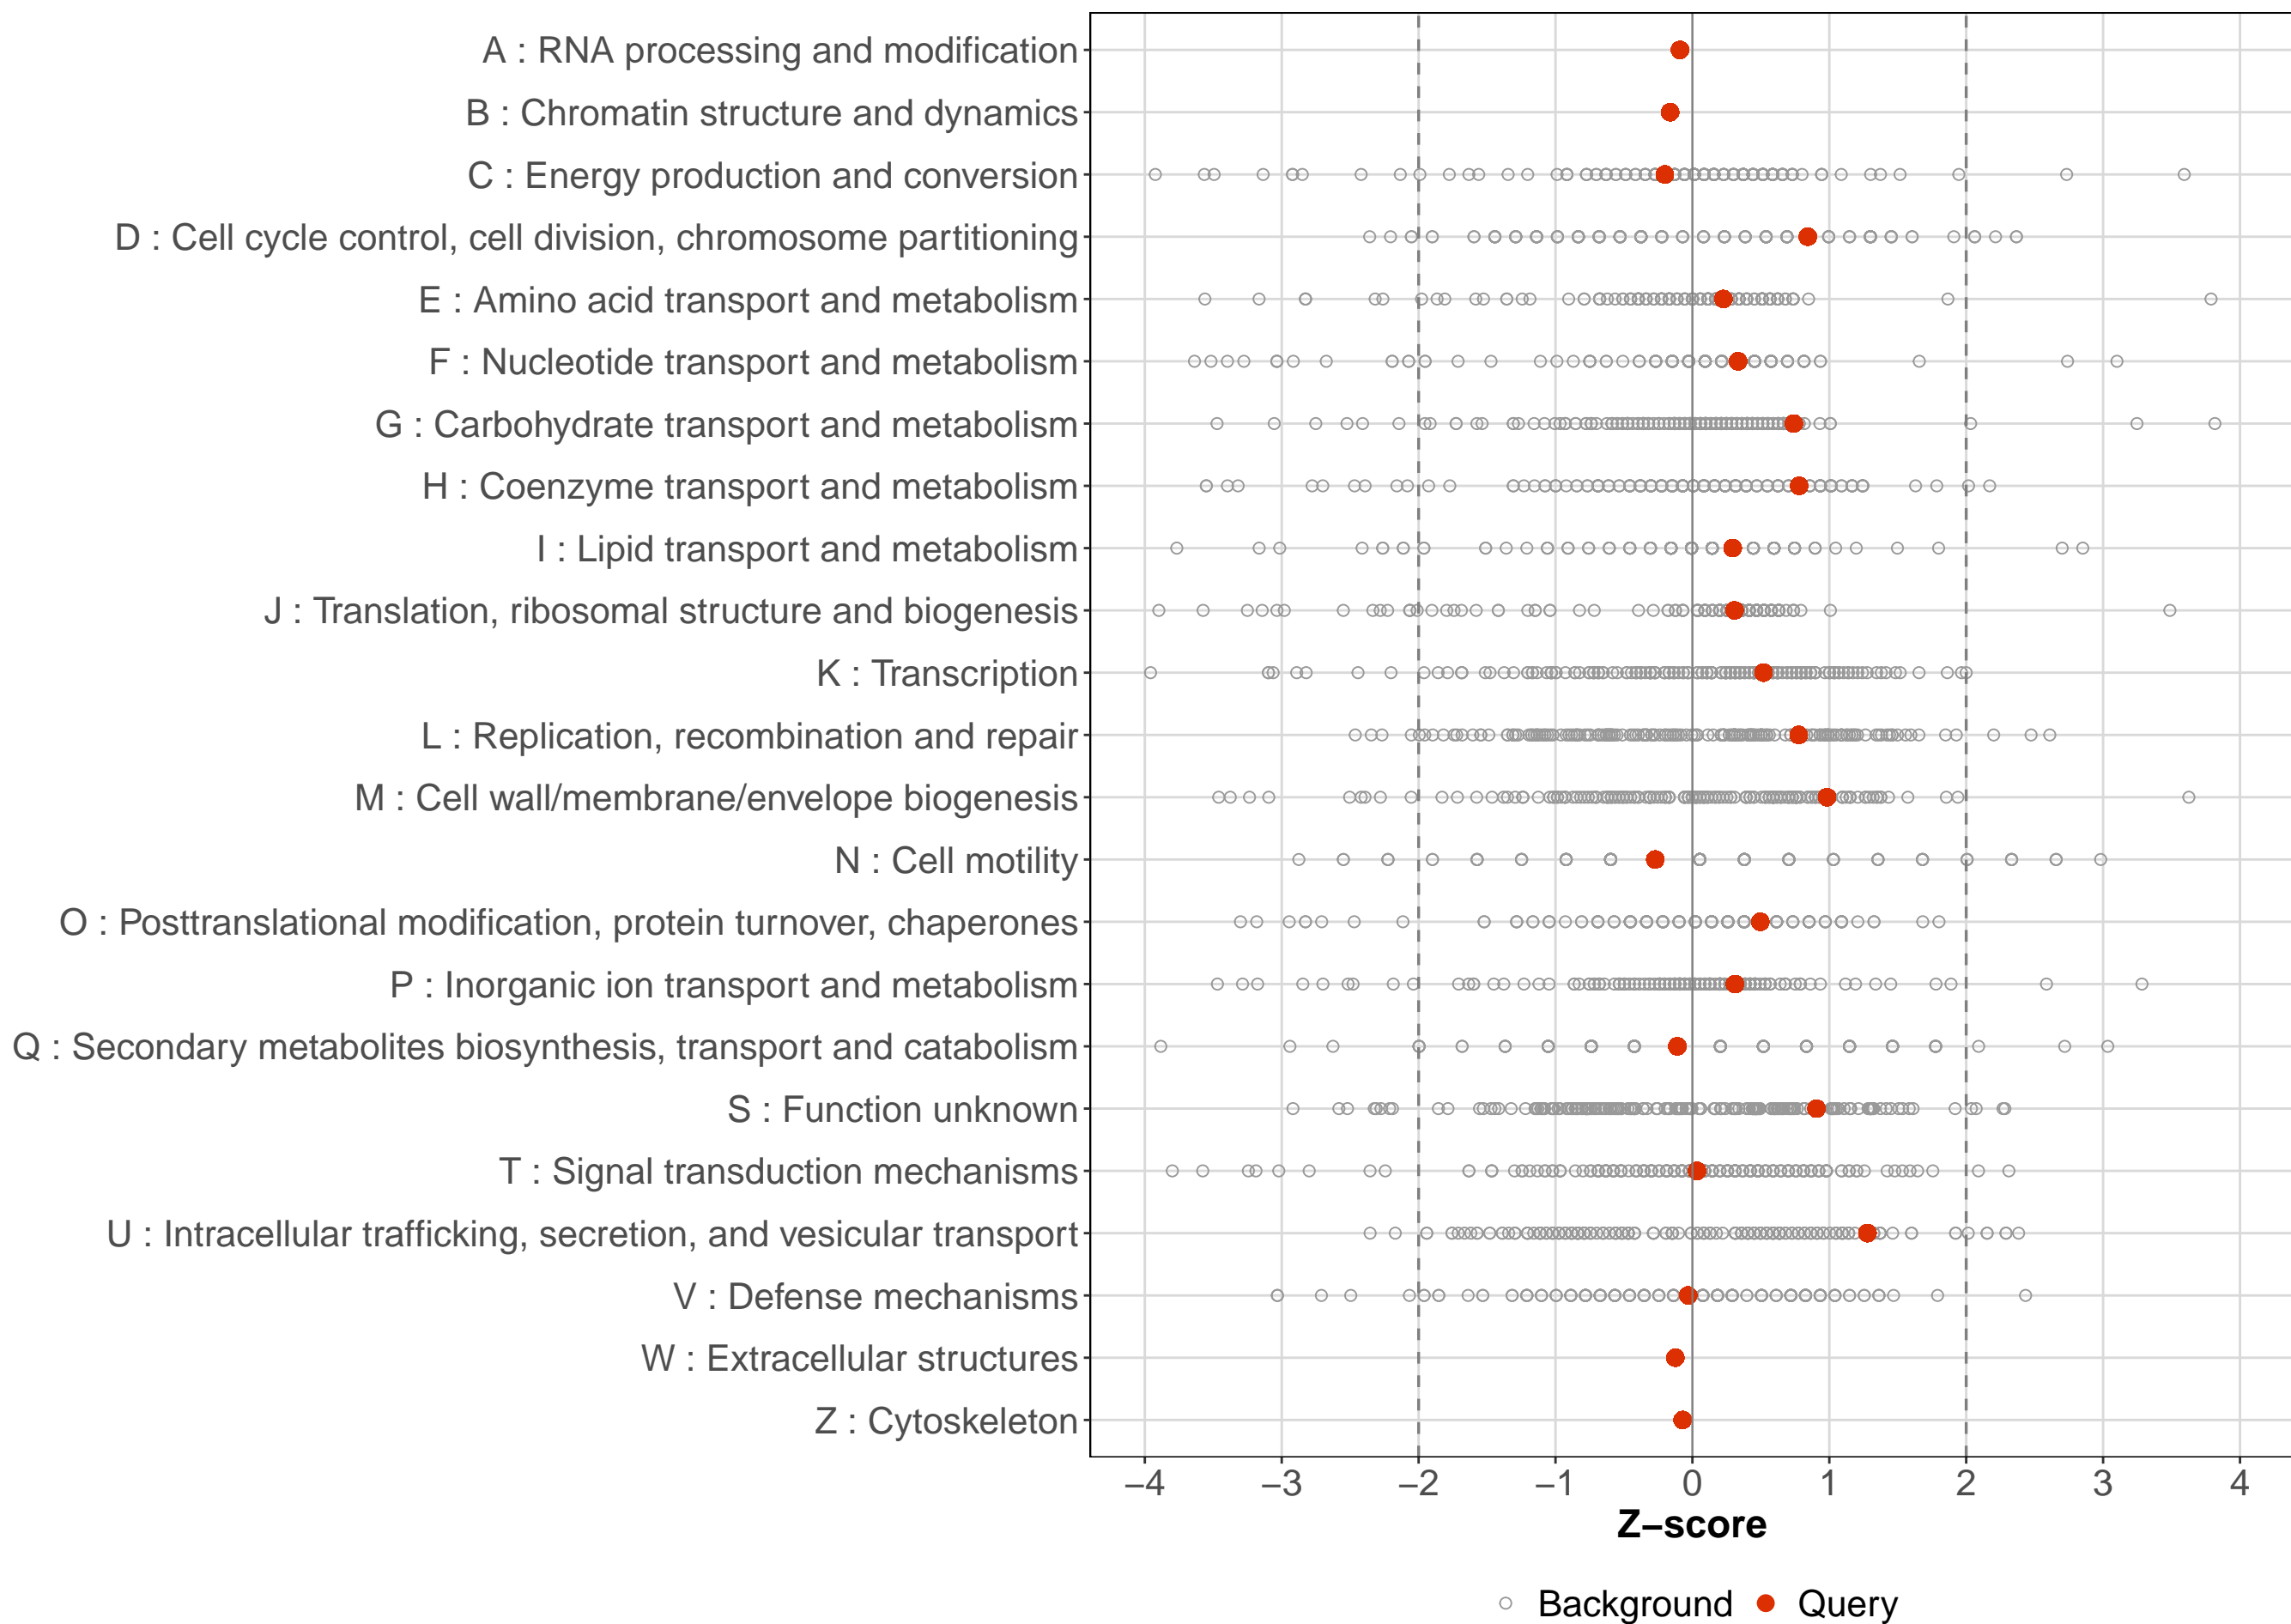 A : RNA processing and modification
B : Chromatin structure and dynamics
C : Energy production and conversion
D : Cell cycle control, cell division, chromosome partitioning
E : Amino acid transport and metabolism
F : Nucleotide transport and metabolism
G : Carbohydrate transport and metabolism
H : Coenzyme transport and metabolism
I : Lipid transport and metabolism
J : Translation, ribosomal structure and biogenesis
K : Transcription
L : Replication, recombination and repair
M : Cell wall/membrane/envelope biogenesis
N : Cell motility
O : Posttranslational modification, protein turnover, chaperones
P : Inorganic ion transport and metabolism
Q : Secondary metabolites biosynthesis, transport and catabolism
S : Function unknown
T : Signal transduction mechanisms
U : Intracellular trafficking, secretion, and vesicular transport
V : Defense mechanisms
W : Extracellular structures
Z : Cytoskeleton
−4 −3 −2 −1 0 1 2 3 4
Z−score
Background Query